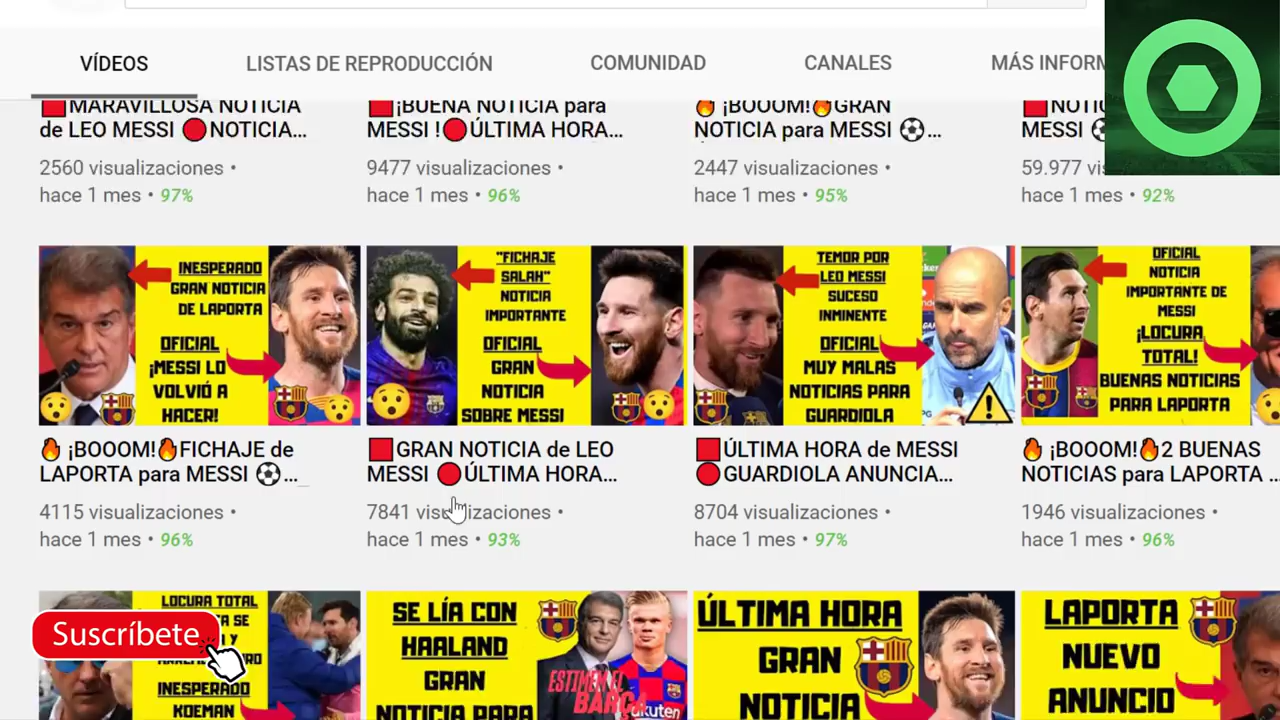 VÍDEOS
LISTAS DE REPRODUCCIÓN
COMUNIDAD
CANALES
MÁS INFORM
MARAVILLOSA NOTICIA
de LEO MESSI 🔴NOTICIA...
2560 visualizaciones •
hace 1 mes • 97%
¡BUENA NOTICIA para
MESSI !🔴ÚLTIMA HORA...
9477 visualizaciones •
hace 1 mes • 96%
🔥 ¡BOOOM!🔥GRAN
NOTICIA para MESSI ⚽...
2447 visualizaciones •
hace 1 mes • 95%
MESSI
59.977
hace 1 mes • 92%
INESPERADO
GRAN NOTICIA
DE LAPORTA
OFICIAL
¡MESSI LO
VOLVIÓ A
HACER!
🔥 ¡BOOOM!🔥FICHAJE de
LAPORTA para MESSI ⚽...
4115 visualizaciones •
hace 1 mes • 96%
"FICHAJE
SALAH"
NOTICIA
IMPORTANTE
OFICIAL
GRAN
NOTICIA
SOBRE MESSI
🟥GRAN NOTICIA de LEO
MESSI 🔴ÚLTIMA HORA...
7841 visualizaciones •
hace 1 mes • 93%
TEMOR POR
LEO MESSI
SUCESO
INMINENTE
OFICIAL
MUY MALAS
NOTICIAS PARA
GUARDIOLA
🟥ÚLTIMA HORA de MESSI
🔴GUARDIOLA ANUNCIA...
8704 visualizaciones •
hace 1 mes • 97%
OFICIAL
NOTICIA
IMPORTANTE DE
MESSI
¡LOCURA
TOTAL!
BUENAS NOTICIAS
PARA LAPORTA
🔥 ¡BOOOM!🔥2 BUENAS
NOTICIAS para LAPORTA ...
1946 visualizaciones •
hace 1 mes • 96%
LOCURA TOTAL
INESPERADO
KOEMAN
Suscríbete
SE LÍA CON
HAALAND
GRAN
NOTICIA PARA
ESTIMEM EL
BARÇA
ÚLTIMA HORA
GRAN
NOTICIA
LAPORTA
NUEVO
ANUNCIO